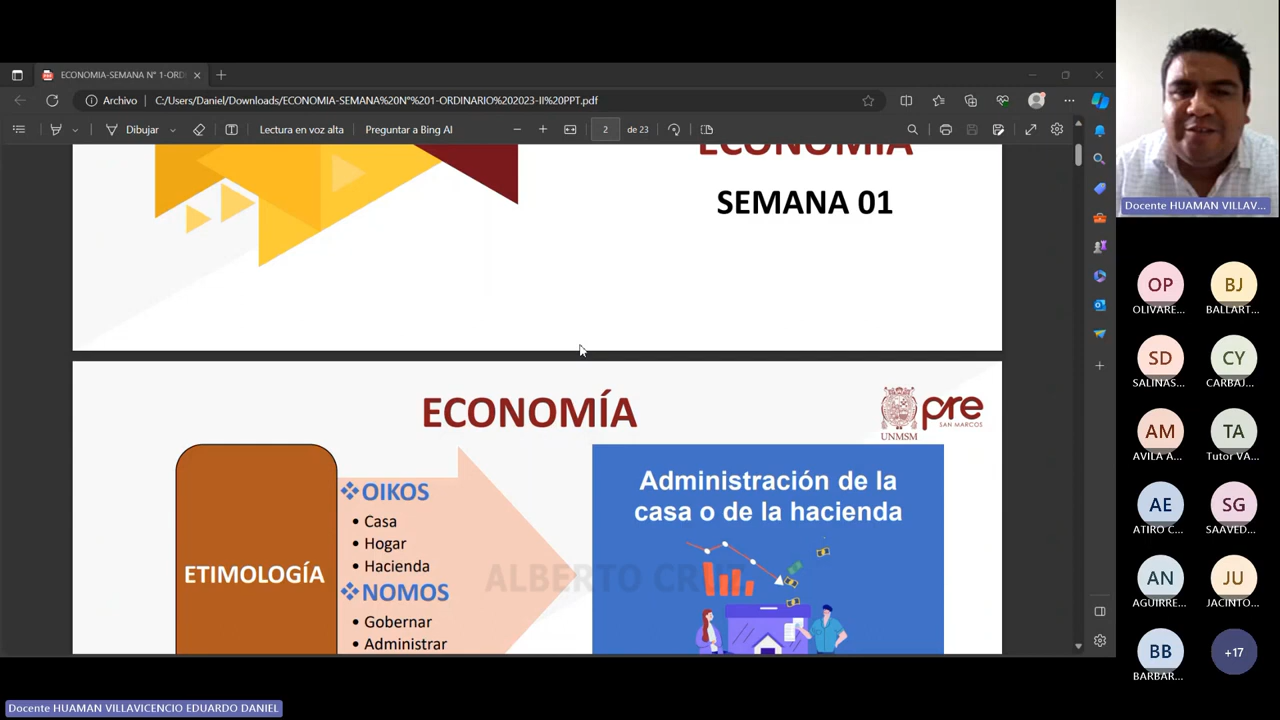 ECONOMIA-SEMANA N° 1-ORDI
Archivo
C:/Users/Daniel/Downloads/ECONOMIA-SEMANA%20N°%201-ORDINARIO%202023-II%20PPT.pdf
Dibujar
Lectura en voz alta
Preguntar a Bing AI
2
de 23
ECONOMIA
SEMANA 01
ECONOMÍA
UNMSM
pre
SAN MARCOS
ETIMOLOGÍA
OIKOS
• Casa
• Hogar
• Hacienda
NOMOS
• Gobernar
• Administrar
Administración de la
casa o de la hacienda
ALBERTO CRUZ
Docente HUAMAN VILLAV...
OP
BJ
OLIVARE...
BALLART...
SD
CY
SALINAS...
CARBAJ...
AM
TA
AVILA A...
Tutor VA...
AE
SG
ATIRO C...
SAAVED...
AN
JU
AGUIRRE...
JACINTO...
BB
+17
BARBAR...
Docente HUAMAN VILLAVICENCIO EDUARDO DANIEL